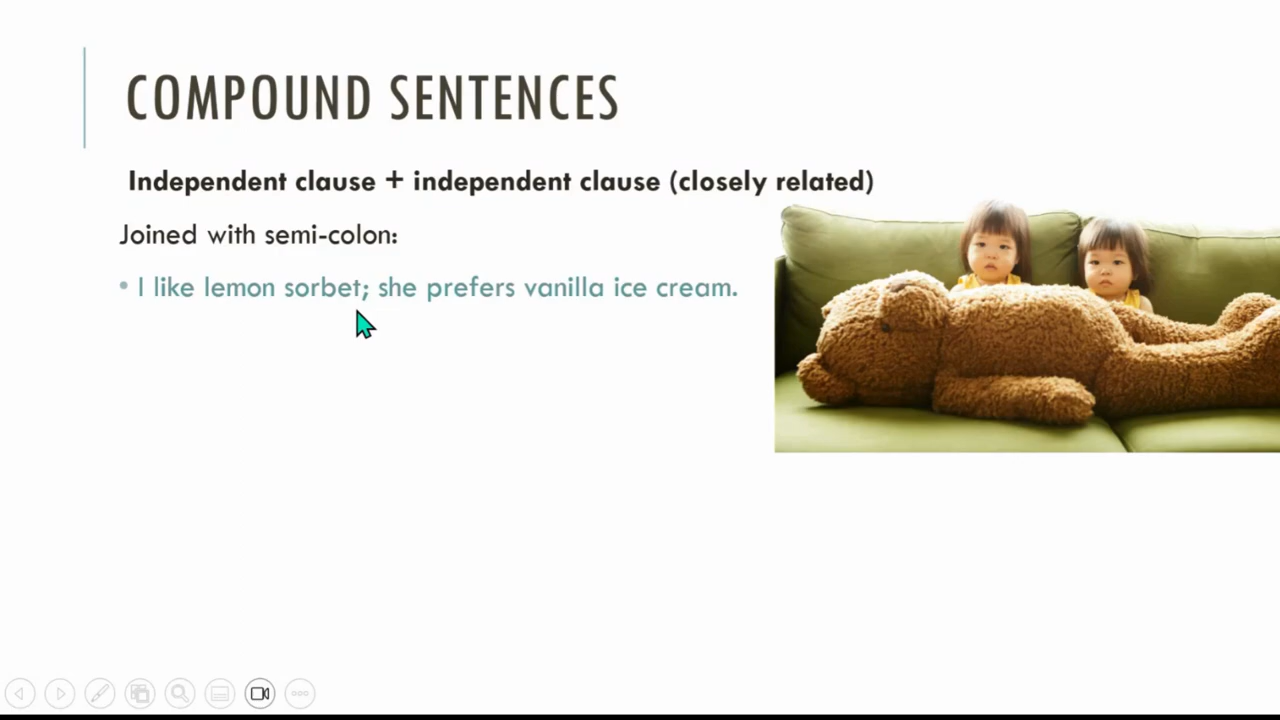 COMPOUND SENTENCES
Independent clause + independent clause (closely related)
Joined with semi-colon:
• I like lemon sorbet; she prefers vanilla ice cream.